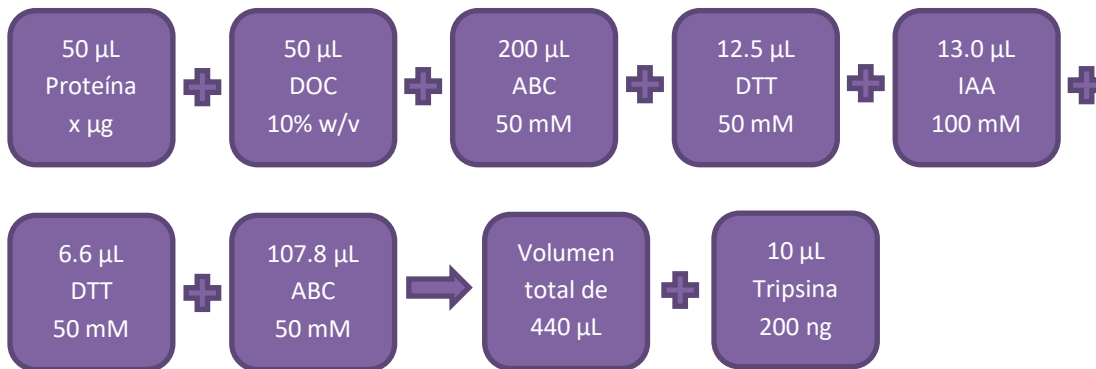 50 µL
Proteína
x µg
50 µL
DOC
10% w/v
200 µL
ABC
50 mM
12.5 µL
DTT
50 mM
13.0 µL
IAA
100 mM
6.6 µL
DTT
50 mM
107.8 µL
ABC
50 mM
Volumen
total de
440 µL
10 µL
Tripsina
200 ng